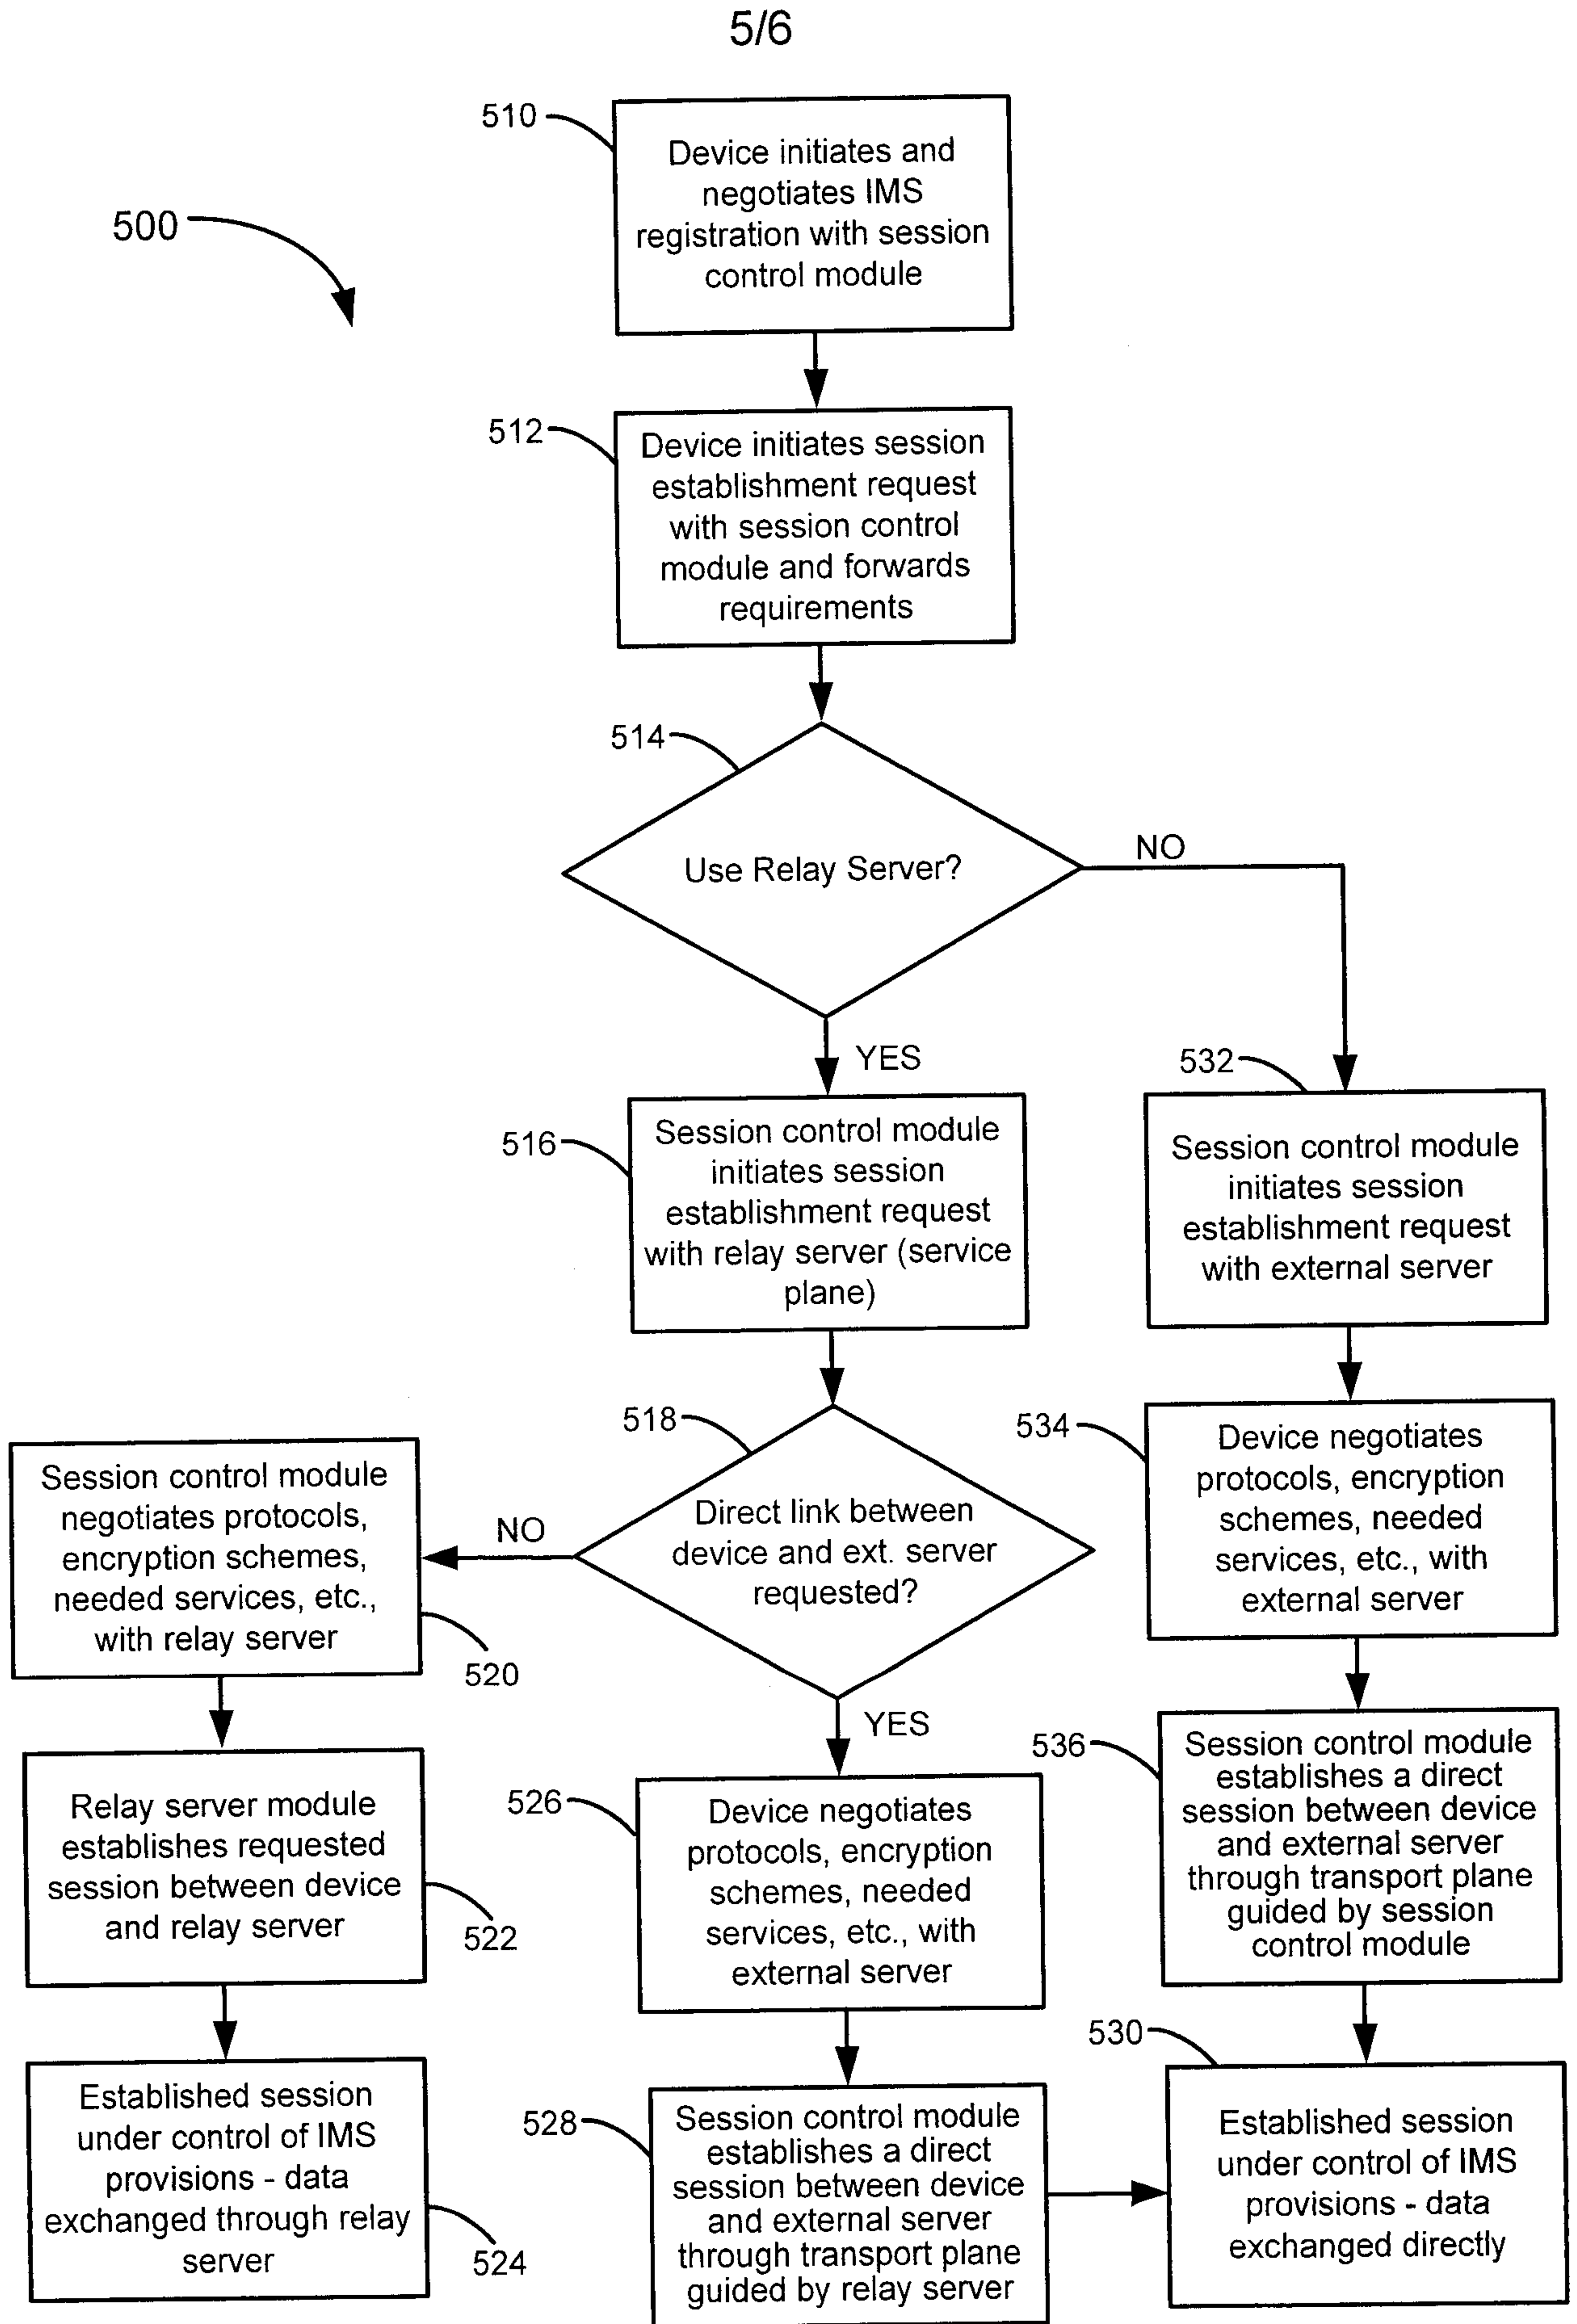 5/6
510
Device initiates and
negotiates IMS
registration with session
control module
500
512
Device initiates session
establishment request
with session control
module and forwards
requirements
514
Use Relay Server?
NO
YES
532
516
Session control module
initiates session
establishment request
with relay server (service
plane)
Session control module
initiates session
establishment request
with external server
518
Direct link between
device and ext. server
requested?
NO
YES
Session control module
negotiates protocols,
encryption schemes,
needed services, etc.,
with relay server
520
534
Device negotiates
protocols, encryption
schemes, needed
services, etc., with
external server
Relay server module
establishes requested
session between device
and relay server
522
526
Device negotiates
protocols, encryption
schemes, needed
services, etc., with
external server
536
Session control module
establishes a direct
session between device
and external server
through transport plane
guided by session
control module
Established session
under control of IMS
provisions - data
exchanged through relay
server
524
528
Session control module
establishes a direct
session between device
and external server
through transport plane
guided by relay server
530
Established session
under control of IMS
provisions - data
exchanged directly